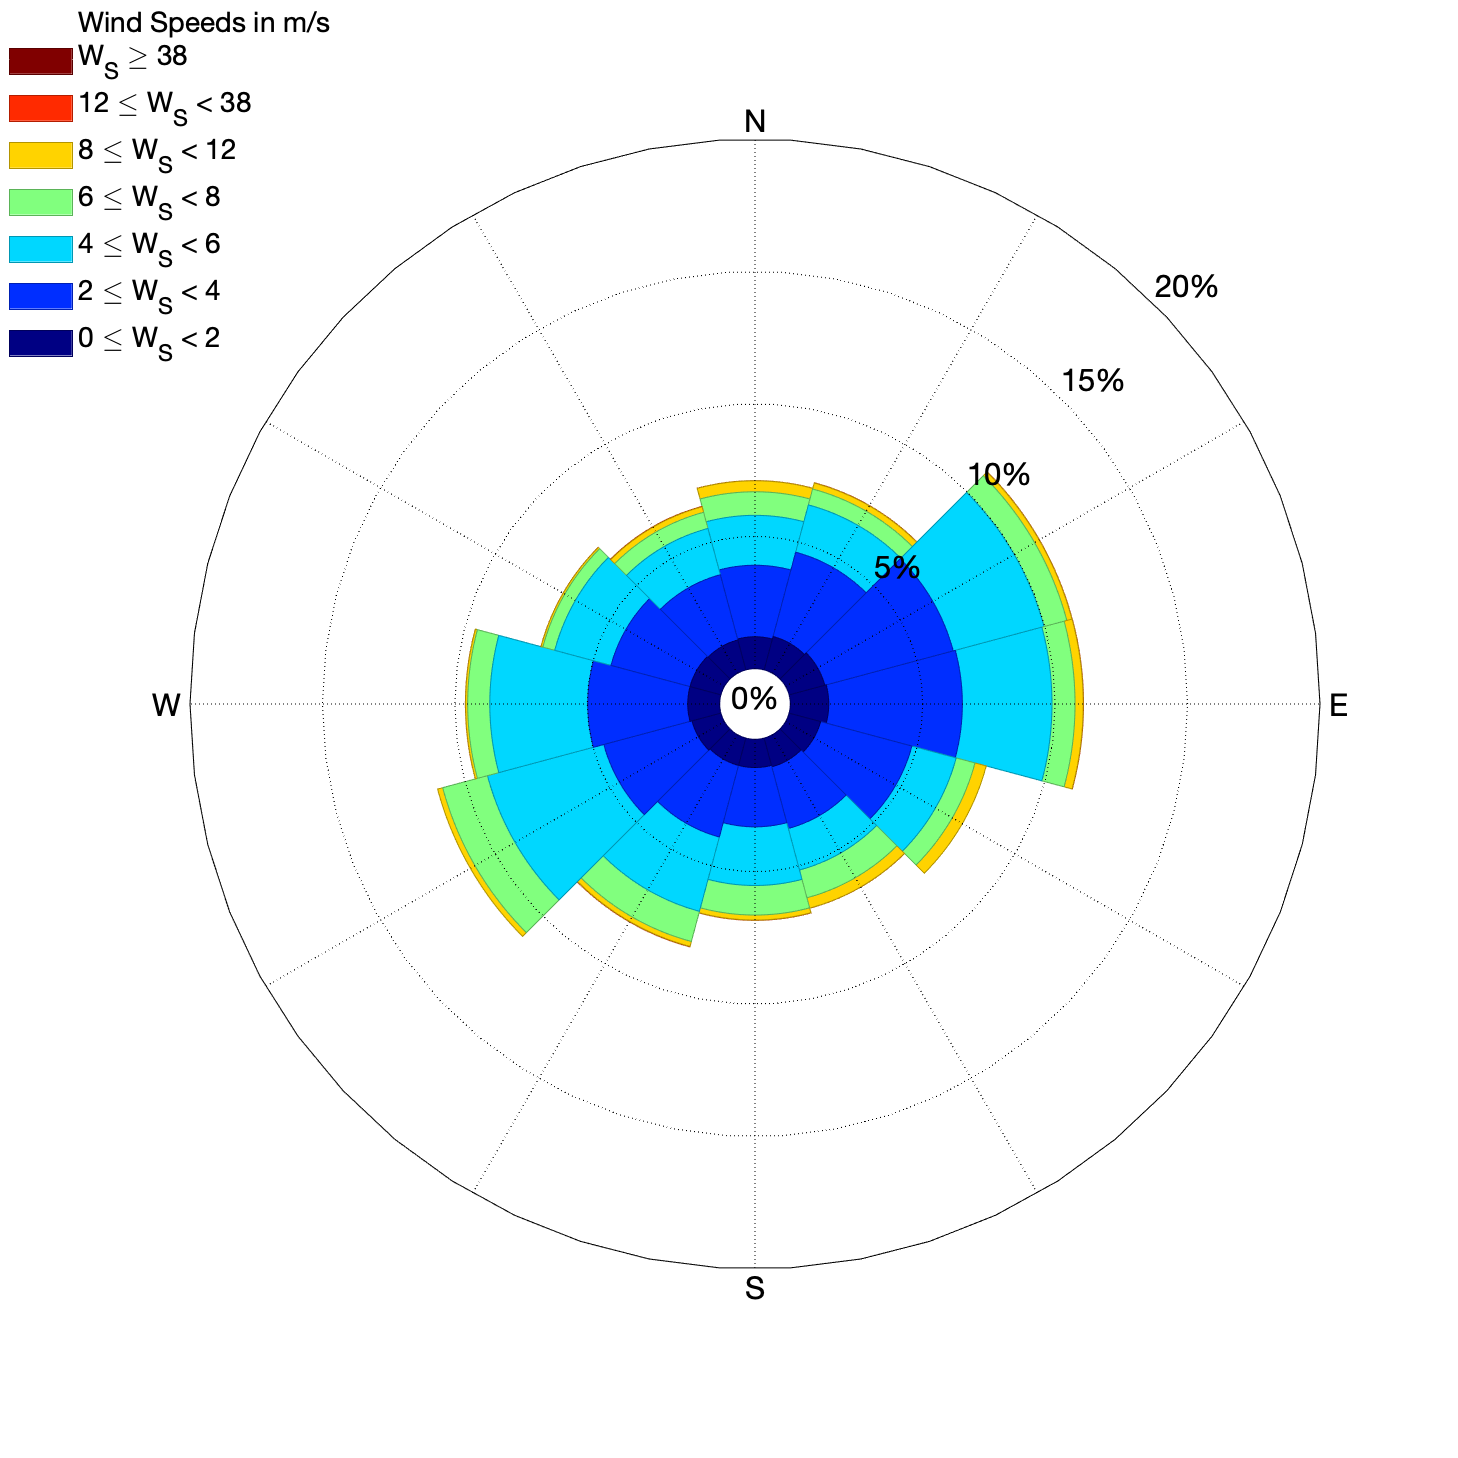 Wind Speeds in m/s
W_S ≥ 38
12 ≤ W_S < 38
8 ≤ W_S < 12
6 ≤ W_S < 8
4 ≤ W_S < 6
2 ≤ W_S < 4
0 ≤ W_S < 2
N
20%
15%
10%
5%
0%
W
E
S